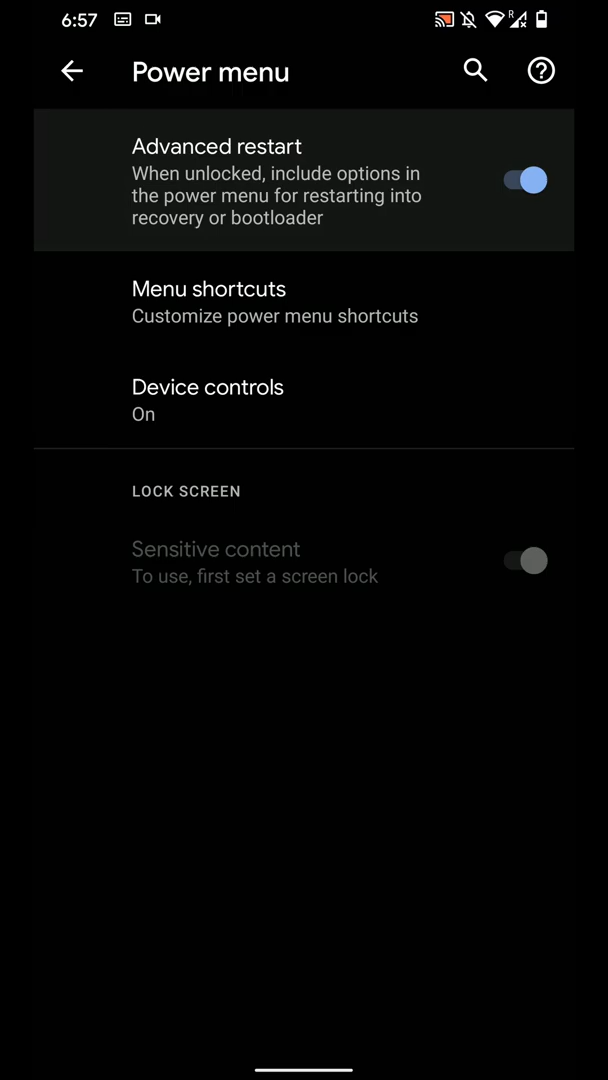 6:57
R
Power menu
Advanced restart
When unlocked, include options in
the power menu for restarting into
recovery or bootloader
Menu shortcuts
Customize power menu shortcuts
Device controls
On
LOCK SCREEN
Sensitive content
To use, first set a screen lock